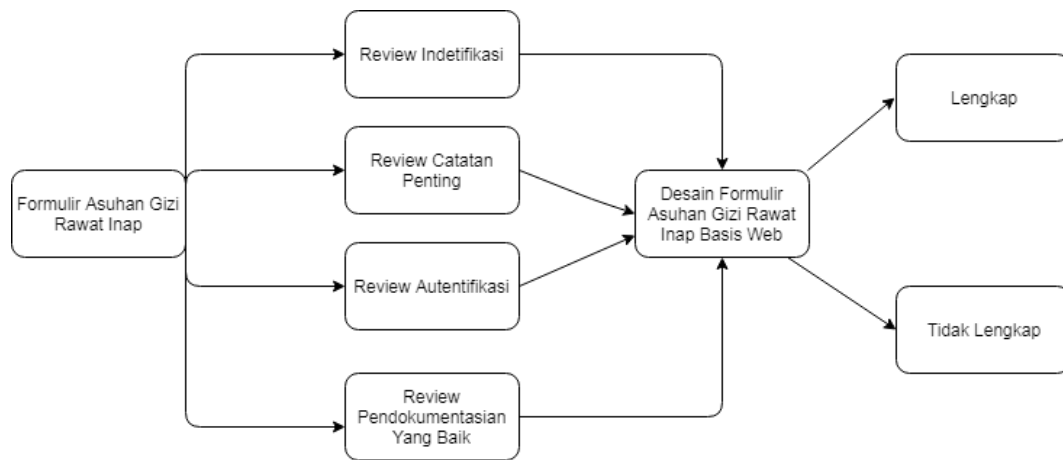 Review Indetifikasi
Lengkap
Review Catatan
Penting
Formulir Asuhan Gizi
Rawat Inap
Desain Formulir
Asuhan Gizi Rawat
Inap Basis Web
Review Autentifikasi
Tidak Lengkap
Review
Pendokumentasian
Yang Baik